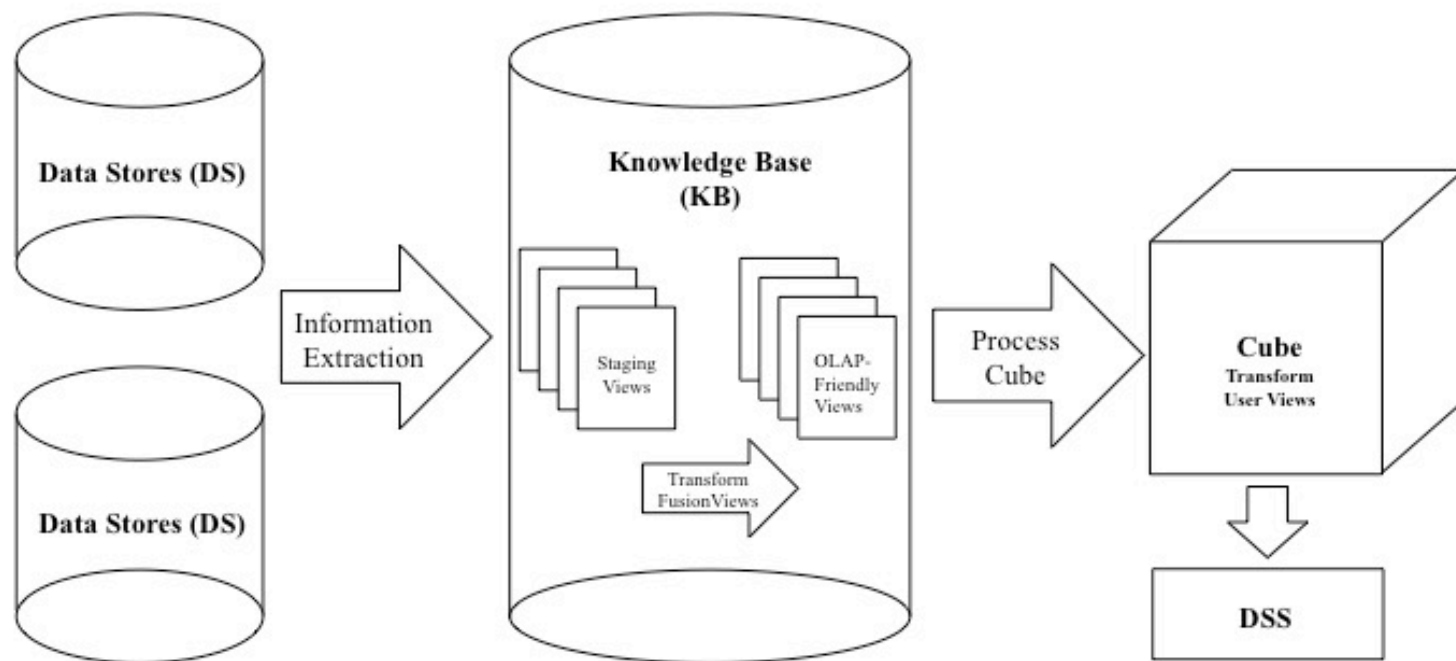 Data Stores (DS)
Data Stores (DS)
Information
Extraction
Knowledge Base
(KB)
Staging
Views
OLAP-
Friendly
Views
Transform
FusionViews
Process
Cube
Cube
Transform
User Views
DSS